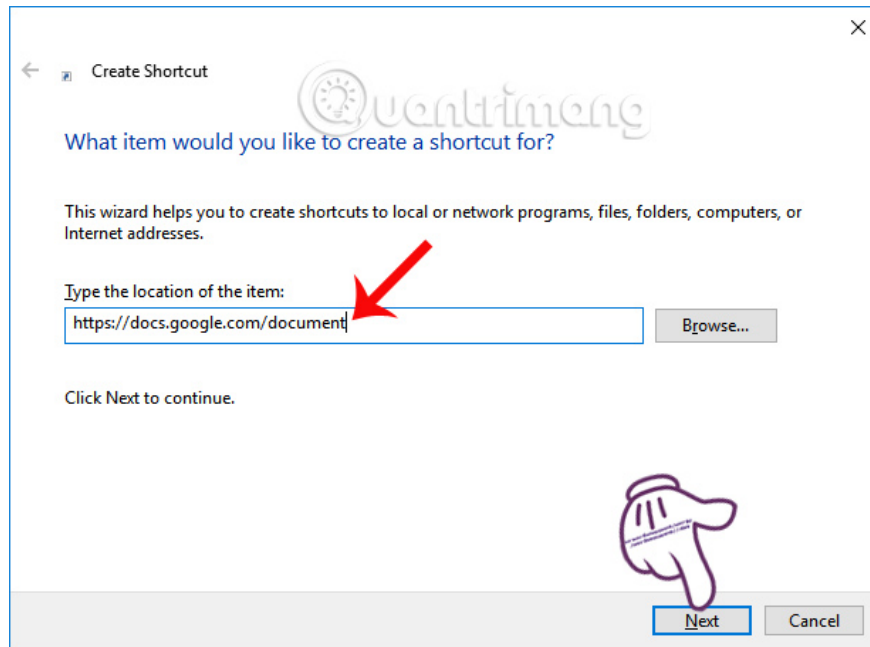 Create Shortcut
Quantrimang
What item would you like to create a shortcut for?
This wizard helps you to create shortcuts to local or network programs, files, folders, computers, or
Internet addresses.
Type the location of the item:
https://docs.google.com/document
Browse...
Click Next to continue.
Next
Cancel